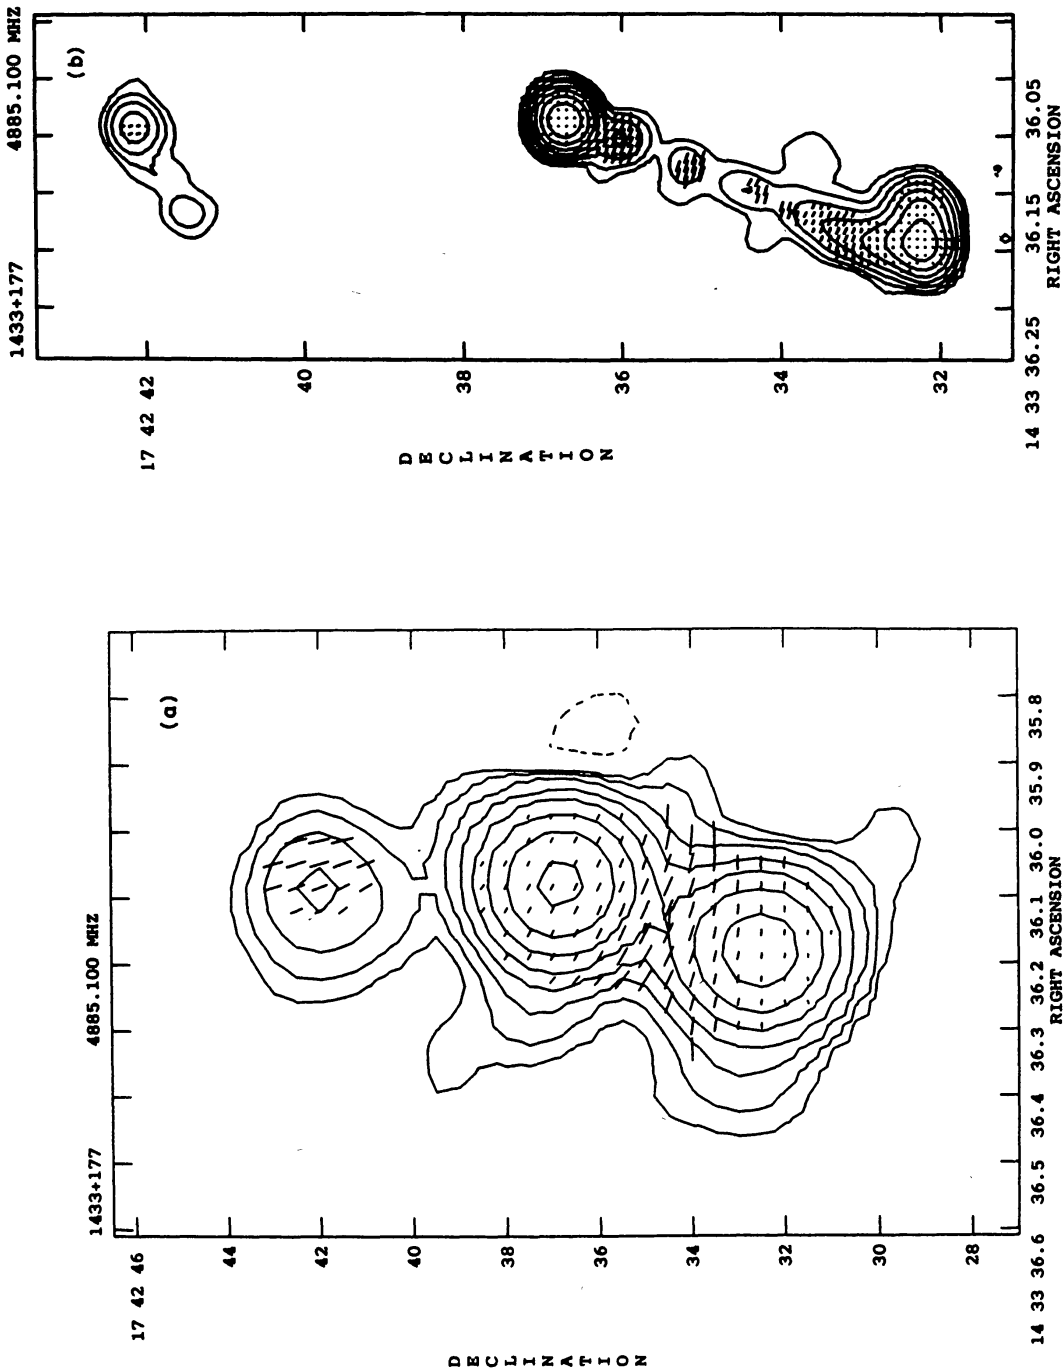 1433+177 4885.100 MHZ
(a)
DECLINATION
17 42 46
44
42
40
38
36
34
32
30
28
14 33 36.6 36.5 36.4 36.3 36.2 36.1 36.0 35.9 35.8
RIGHT ASCENSION
1433+177 4885.100 MHZ
(b)
DECLINATION
17 42 42
40
38
36
34
32
14 33 36.25 36.15 36.05
RIGHT ASCENSION